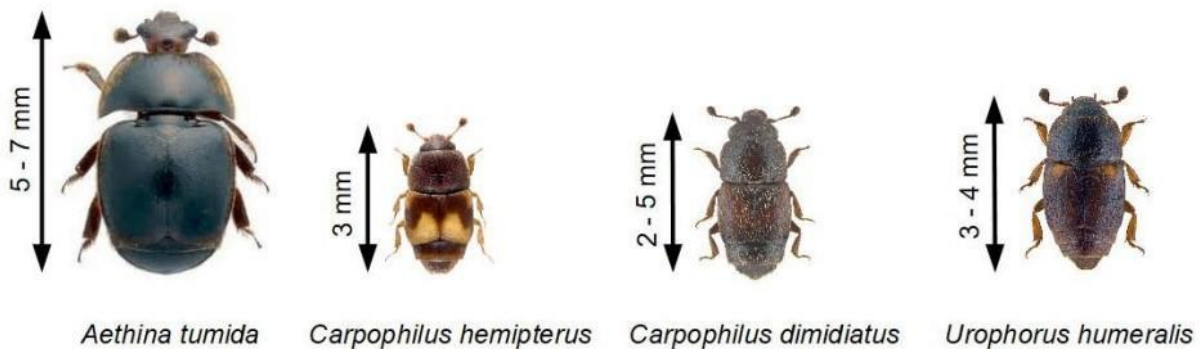 5 - 7 mm
3 mm
2 - 5 mm
3 - 4 mm
Aethina tumida
Carpophilus hemipterus
Carpophilus dimidiatus
Urophorus humeralis